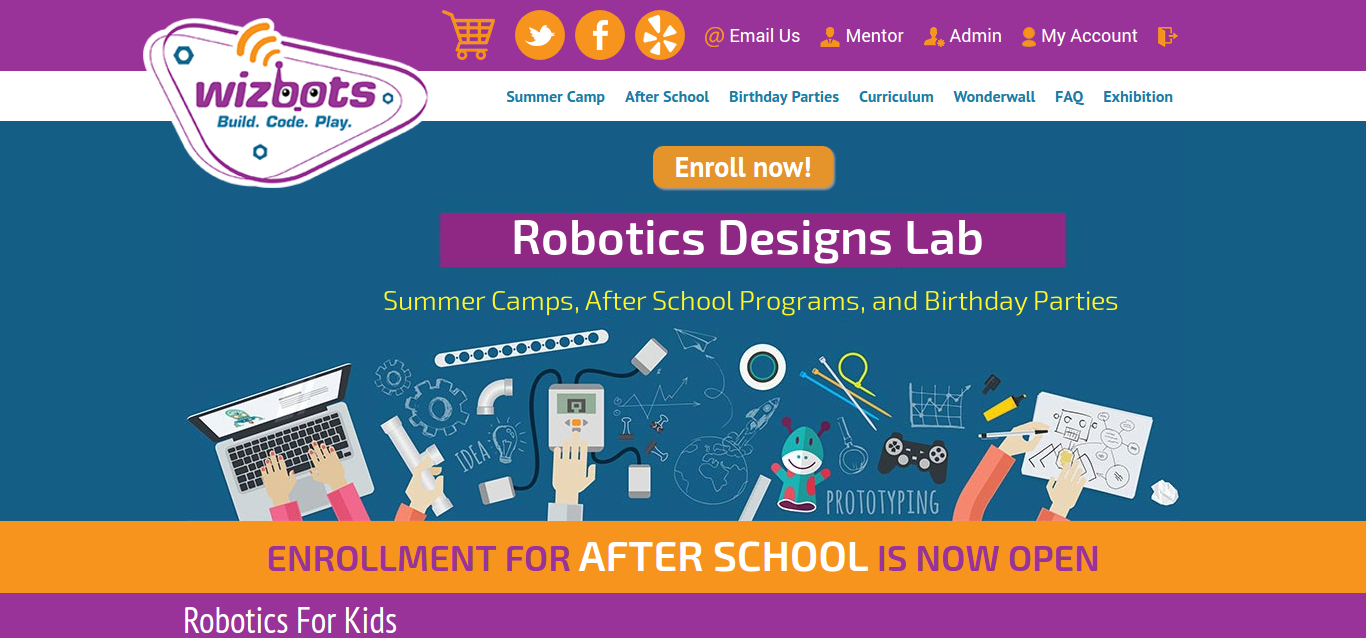 Email Us Mentor Admin My Account
wizbots
Build. Code. Play.
Summer Camp After School Birthday Parties Curriculum Wonderwall FAQ Exhibition
Enroll now!
Robotics Designs Lab
Summer Camps, After School Programs, and Birthday Parties
IDEA
PROTOTYPING
ENROLLMENT FOR AFTER SCHOOL IS NOW OPEN
Robotics For Kids